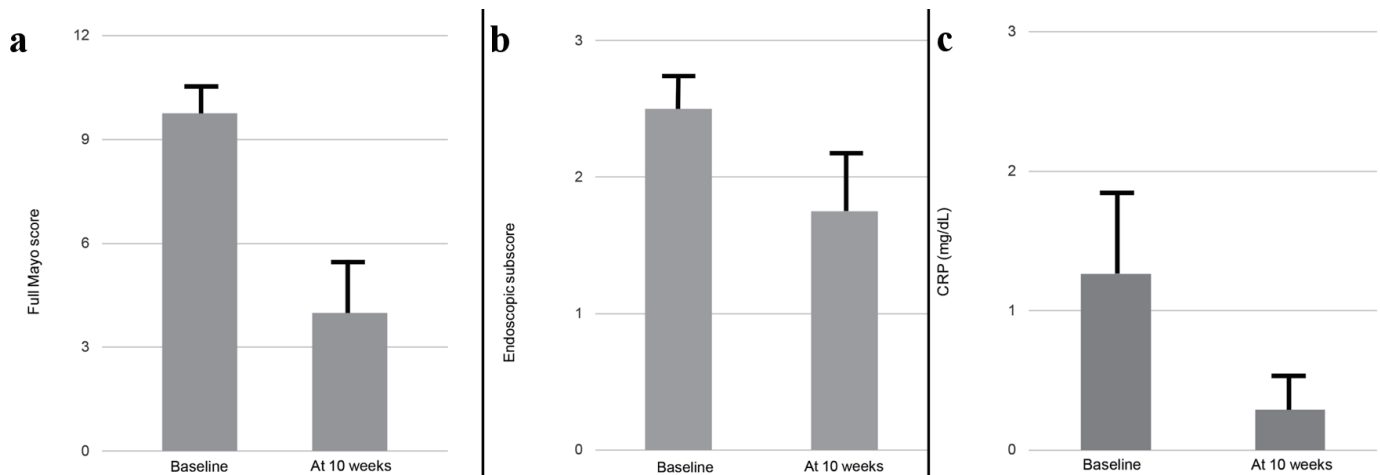 a
Full Mayo score
12
9
6
3
0
Baseline
At 10 weeks
b
Endoscopic subscore
3
2
1
0
Baseline
At 10 weeks
c
CRP (mg/dL)
3
2
1
0
Baseline
At 10 weeks